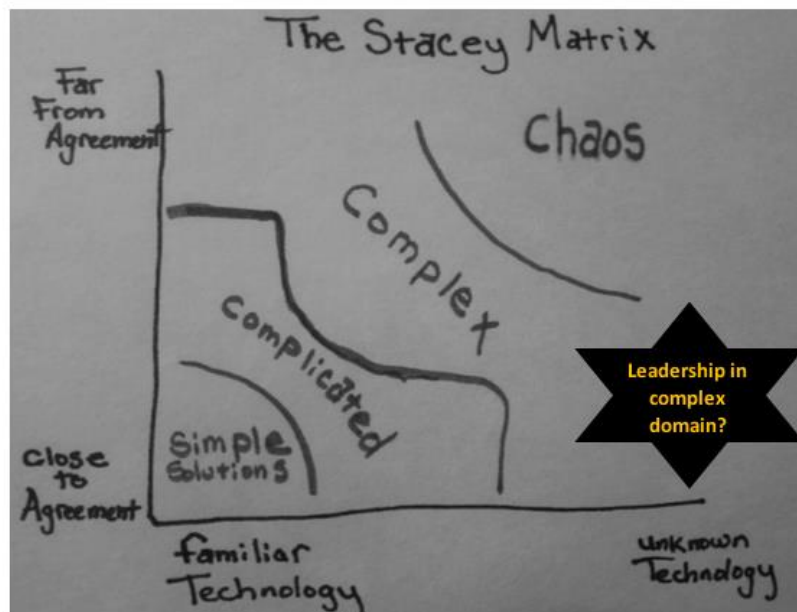 The Stacey Matrix
Far
From
Agreement
Chaos
Complex
Complicated
Leadership in
complex
domain?
Simple
Solutions
Close
to
Agreement
familiar
Technology
unknown
Technology